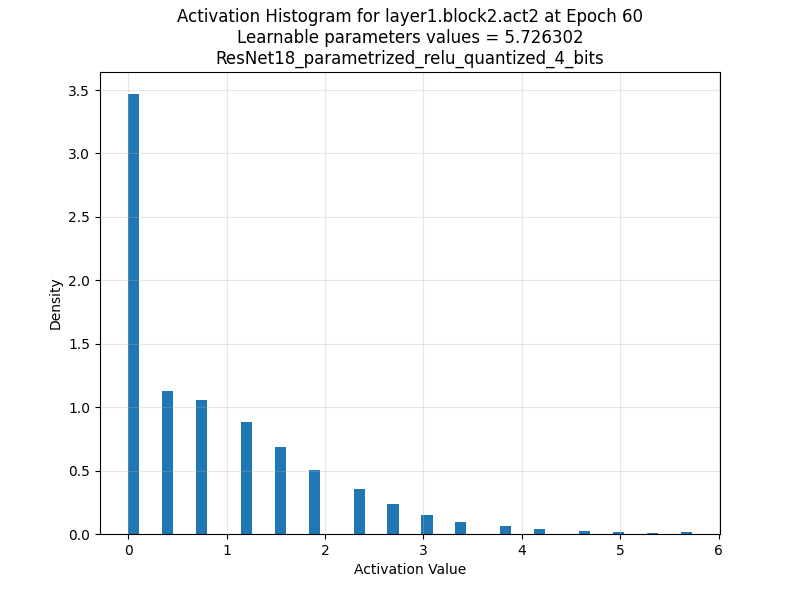 Activation Histogram for layer1.block2.act2 at Epoch 60
Learnable parameters values = 5.726302
ResNet18_parametrized_relu_quantized_4_bits
3.5
3.0
2.5
2.0
1.5
1.0
0.5
0.0
Density
0 1 2 3 4 5 6
Activation Value